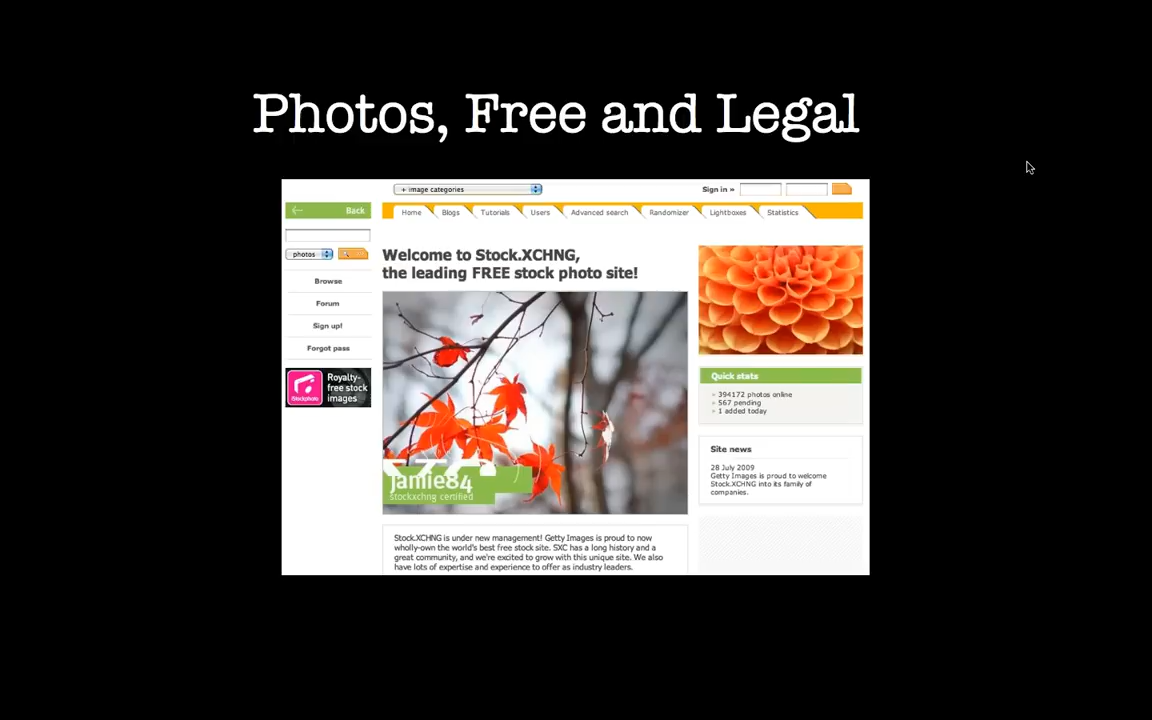 Photos, Free and Legal
+ image categories
Sign in »
Back
Home Blogs Tutorials Users Advanced search Randomizer Lightboxes Statistics
photos
Browse
Forum
Sign up!
Forgot pass
iStockphoto
Royalty-
free stock
images
Welcome to Stock.XCHNG,
the leading FREE stock photo site!
jamie84
stockxchng certified
Stock.XCHNG is under new management! Getty Images is proud to now
wholly-own the world's best free stock site. SXC has a long history and a
great community, and we're excited to grow with this unique site. We also
have lots of expertise and experience to offer as industry leaders.
Quick stats
» 394172 photos online
» 567 pending
» 1 added today
Site news
28 July 2009
Getty Images is proud to welcome
Stock.XCHNG into its family of
companies.